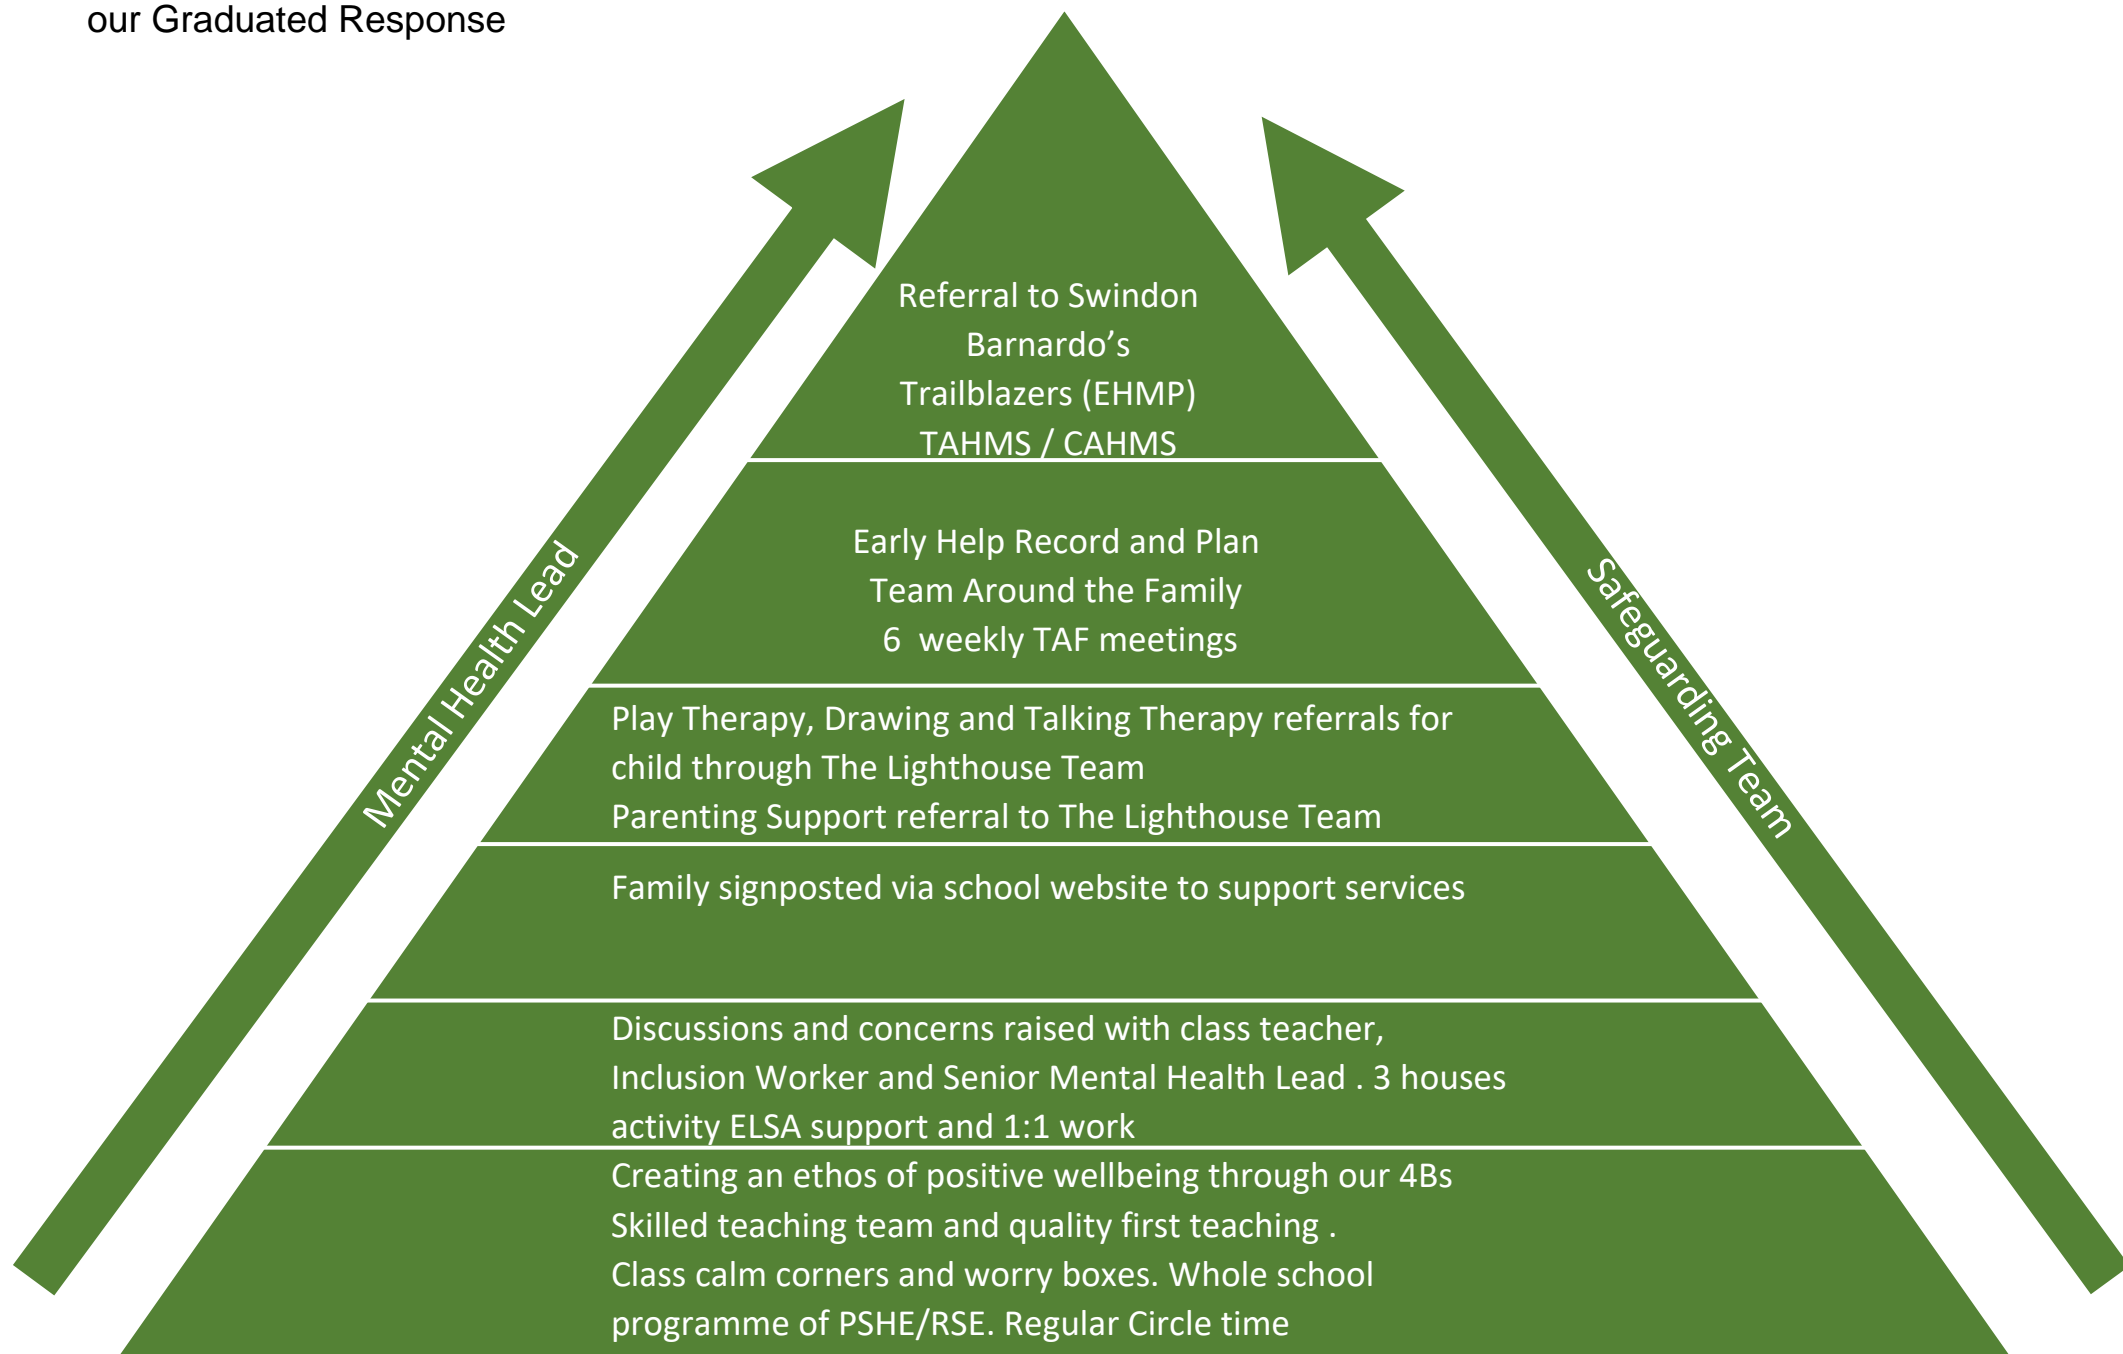 our Graduated Response
Referral to Swindon
Barnardo’s
Trailblazers (EHMP)
TAHMS / CAHMS
Early Help Record and Plan
Team Around the Family
6  weekly TAF meetings
Mental Health Lead
Safeguarding Team
Play Therapy, Drawing and Talking Therapy referrals for
child through The Lighthouse Team
Parenting Support referral to The Lighthouse Team
Family signposted via school website to support services
Discussions and concerns raised with class teacher,
Inclusion Worker and Senior Mental Health Lead . 3 houses
activity ELSA support and 1:1 work
Creating an ethos of positive wellbeing through our 4Bs
Skilled teaching team and quality first teaching .
Class calm corners and worry boxes. Whole school
programme of PSHE/RSE. Regular Circle time